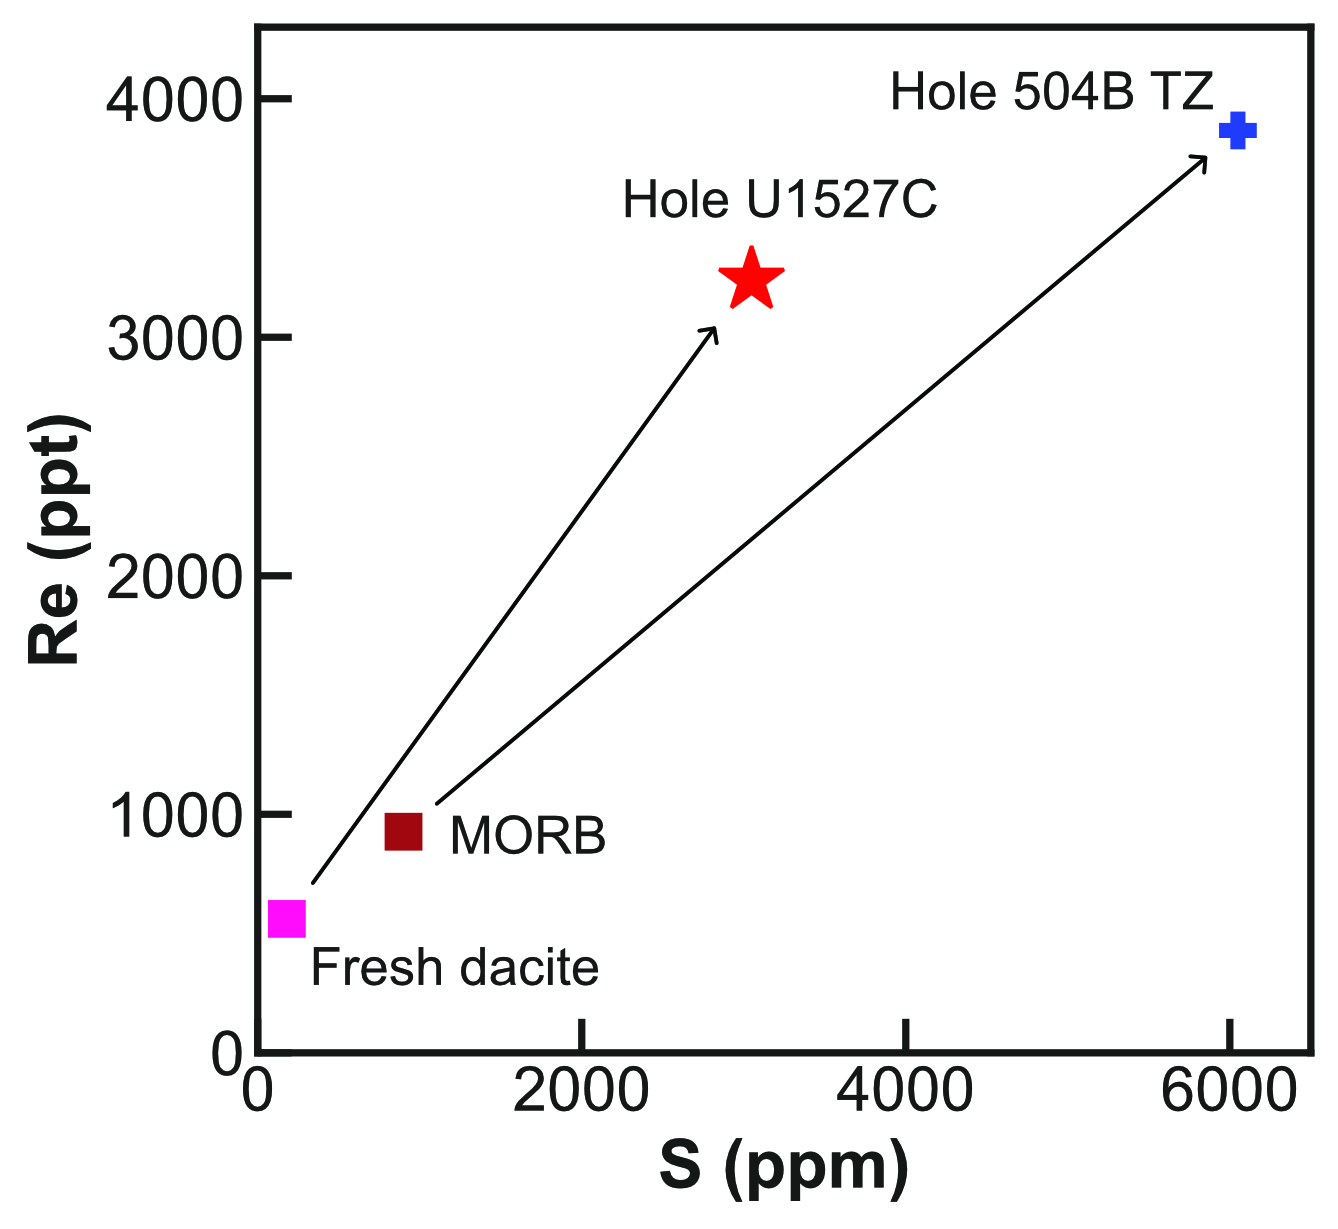 Hole 504B TZ
4000
Hole U1527C
3000
Re (ppt)
2000
1000
MORB
Fresh dacite
0
0 2000 4000 6000
S (ppm)